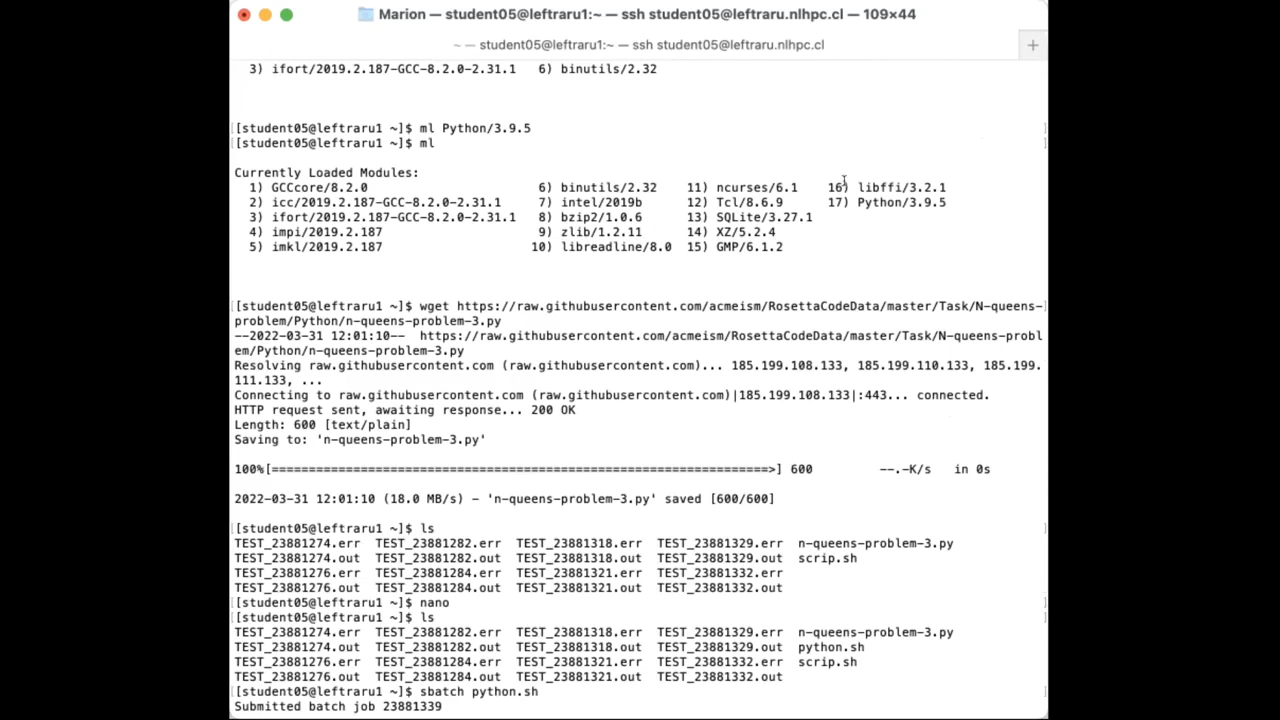 Marion — student05@leftraru1:~ — ssh student05@leftraru.nlhpc.cl — 109×44
~ — student05@leftraru1:~ — ssh student05@leftraru.nlhpc.cl
+
3) ifort/2019.2.187-GCC-8.2.0-2.31.1   6) binutils/2.32
[[student05@leftraru1 ~]$ ml Python/3.9.5 ]
[[student05@leftraru1 ~]$ ml ]
Currently Loaded Modules:
1) GCCcore/8.2.0   6) binutils/2.32   11) ncurses/6.1   16) libffi/3.2.1
2) icc/2019.2.187-GCC-8.2.0-2.31.1   7) intel/2019b   12) Tcl/8.6.9   17) Python/3.9.5
3) ifort/2019.2.187-GCC-8.2.0-2.31.1   8) bzip2/1.0.6   13) SQLite/3.27.1
4) impi/2019.2.187   9) zlib/1.2.11   14) XZ/5.2.4
5) imkl/2019.2.187   10) libreadline/8.0   15) GMP/6.1.2
[[student05@leftraru1 ~]$ wget https://raw.githubusercontent.com/acmeism/RosettaCodeData/master/Task/N-queens-]
problem/Python/n-queens-problem-3.py
--2022-03-31 12:01:10--  https://raw.githubusercontent.com/acmeism/RosettaCodeData/master/Task/N-queens-probl
em/Python/n-queens-problem-3.py
Resolving raw.githubusercontent.com (raw.githubusercontent.com)... 185.199.108.133, 185.199.110.133, 185.199.
111.133, ...
Connecting to raw.githubusercontent.com (raw.githubusercontent.com)|185.199.108.133|:443... connected.
HTTP request sent, awaiting response... 200 OK
Length: 600 [text/plain]
Saving to: 'n-queens-problem-3.py'
100%[===================================================================>] 600         --.-K/s   in 0s
2022-03-31 12:01:10 (18.0 MB/s) - 'n-queens-problem-3.py' saved [600/600]
[[student05@leftraru1 ~]$ ls ]
TEST_23881274.err  TEST_23881282.err  TEST_23881318.err  TEST_23881329.err  n-queens-problem-3.py
TEST_23881274.out  TEST_23881282.out  TEST_23881318.out  TEST_23881329.out  scrip.sh
TEST_23881276.err  TEST_23881284.err  TEST_23881321.err  TEST_23881332.err
TEST_23881276.out  TEST_23881284.out  TEST_23881321.out  TEST_23881332.out
[[student05@leftraru1 ~]$ nano ]
[[student05@leftraru1 ~]$ ls ]
TEST_23881274.err  TEST_23881282.err  TEST_23881318.err  TEST_23881329.err  n-queens-problem-3.py
TEST_23881274.out  TEST_23881282.out  TEST_23881318.out  TEST_23881329.out  python.sh
TEST_23881276.err  TEST_23881284.err  TEST_23881321.err  TEST_23881332.err  scrip.sh
TEST_23881276.out  TEST_23881284.out  TEST_23881321.out  TEST_23881332.out
[[student05@leftraru1 ~]$ sbatch python.sh ]
Submitted batch job 23881339